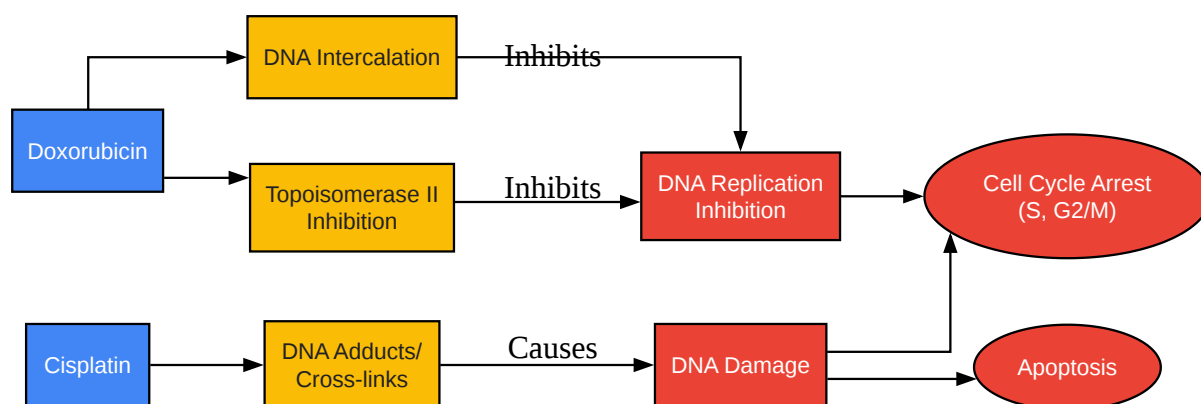 DNA Intercalation
Inhibits
Doxorubicin
Topoisomerase II
Inhibition
Inhibits
DNA Replication
Inhibition
Cell Cycle Arrest
(S, G2/M)
Cisplatin
DNA Adducts/
Cross-links
Causes
DNA Damage
Apoptosis